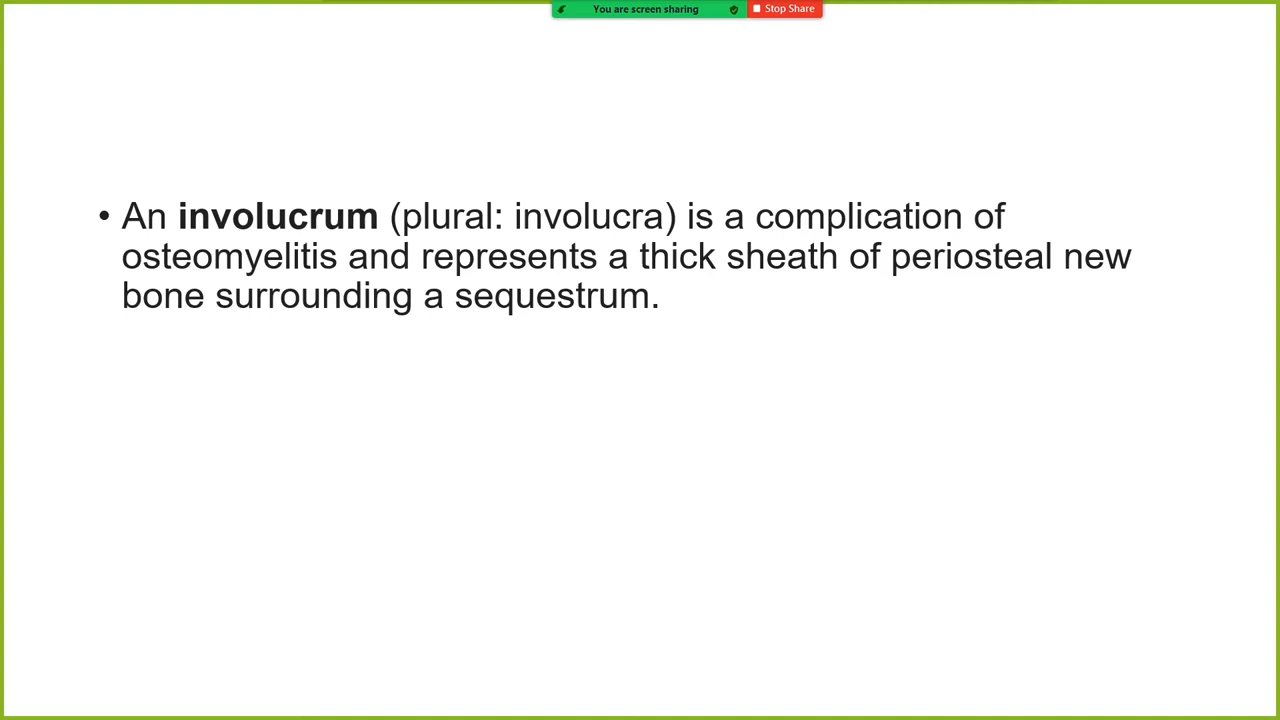 You are screen sharing
Stop Share
• An involucrum (plural: involucra) is a complication of
osteomyelitis and represents a thick sheath of periosteal new
bone surrounding a sequestrum.